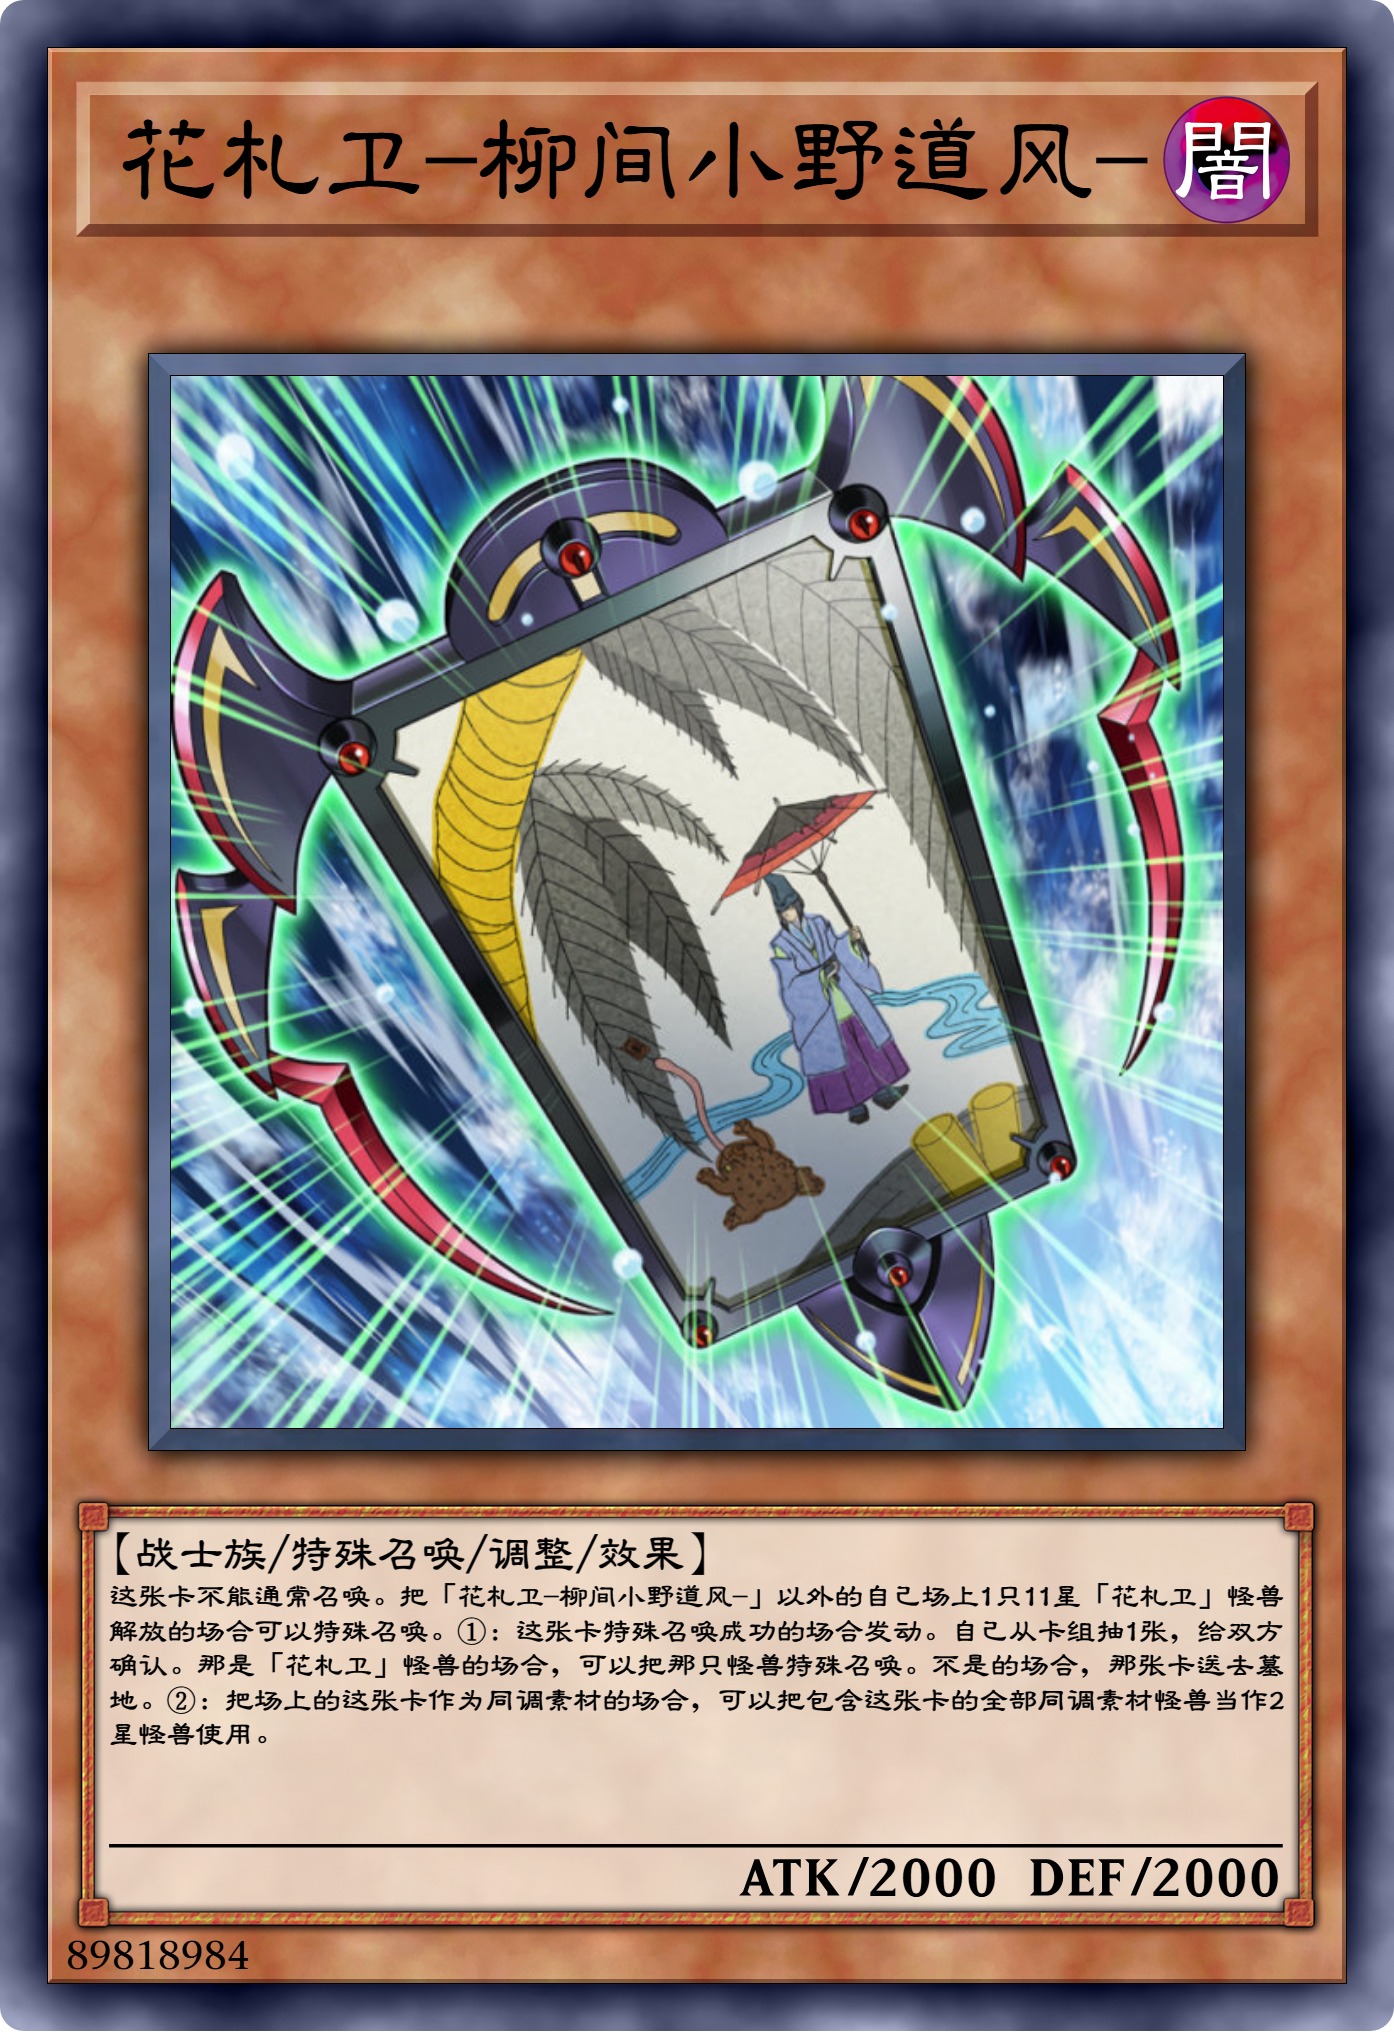 花札卫-柳间小野道风-
闇
【战士族/特殊召唤/调整/效果】
这张卡不能通常召唤。把「花札卫-柳间小野道风-」以外的自己场上1只11星「花札卫」怪兽
解放的场合可以特殊召唤。①：这张卡特殊召唤成功的场合发动。自己从卡组抽1张，给双方
确认。那是「花札卫」怪兽的场合，可以把那只怪兽特殊召唤。不是的场合，那张卡送去墓
地。②：把场上的这张卡作为同调素材的场合，可以把包含这张卡的全部同调素材怪兽当作2
星怪兽使用。
ATK/2000 DEF/2000
89818984